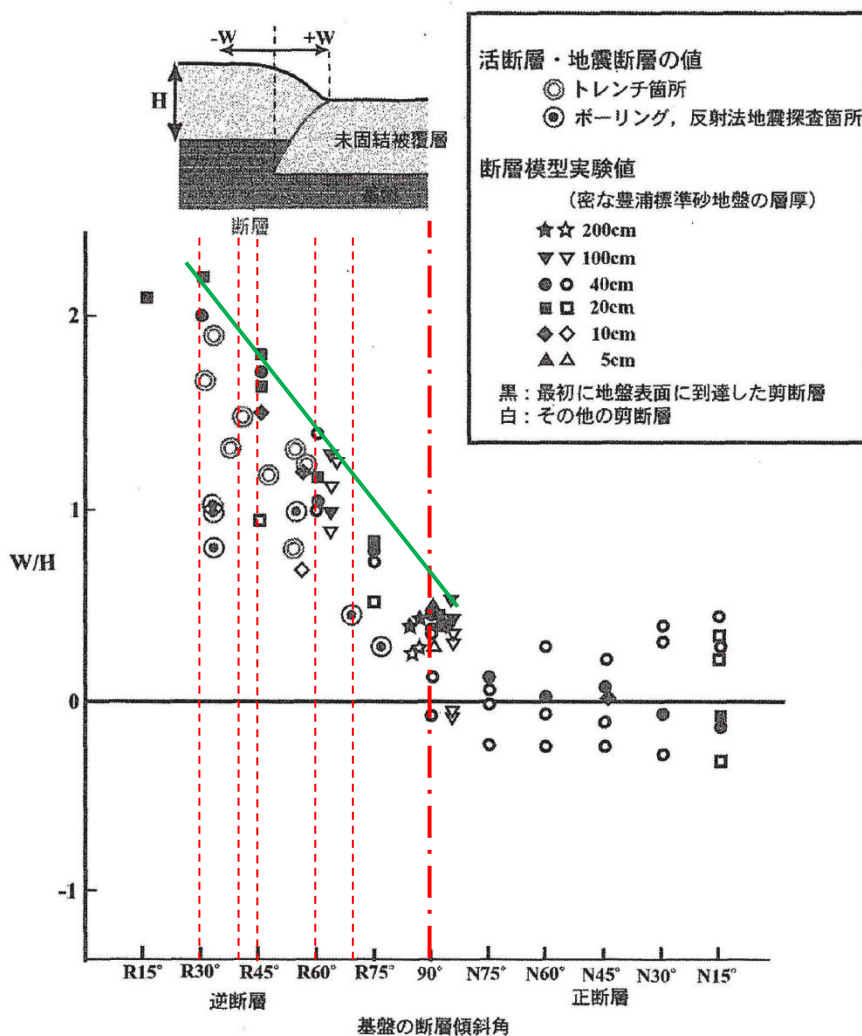 -W
+W
H
未固結被覆層
断層
活断層・地震断層の値
トレンチ箇所
ボーリング，反射法地震探査箇所
断層模型実験値
（密な豊浦標準砂地盤の層厚）
200cm
100cm
40cm
20cm
10cm
5cm
黒：最初に地盤表面に到達した剪断層
白：その他の剪断層
2
1
W/H
0
-1
R15° R30° R45° R60° R75° 90° N75° N60° N45° N30° N15°
逆断層 正断層
基盤の断層傾斜角